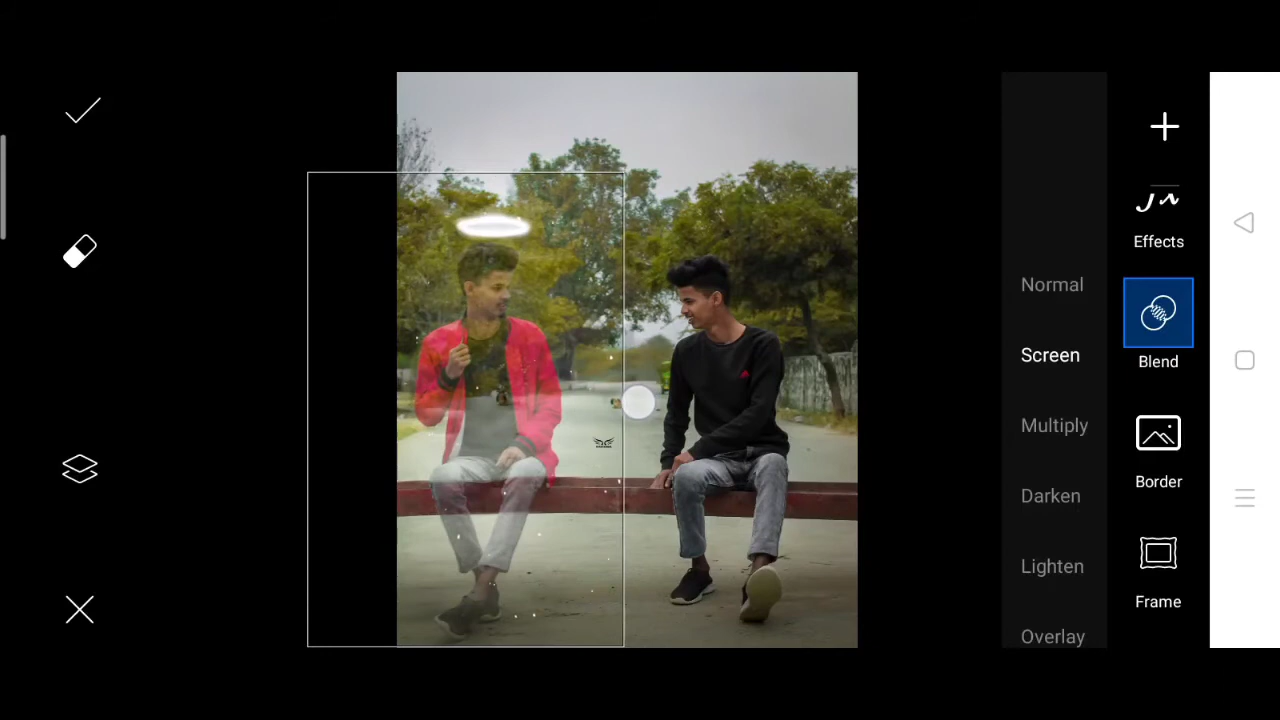 Effects
Normal
Screen
Blend
Multiply
Darken
Border
Lighten
Frame
Overlay